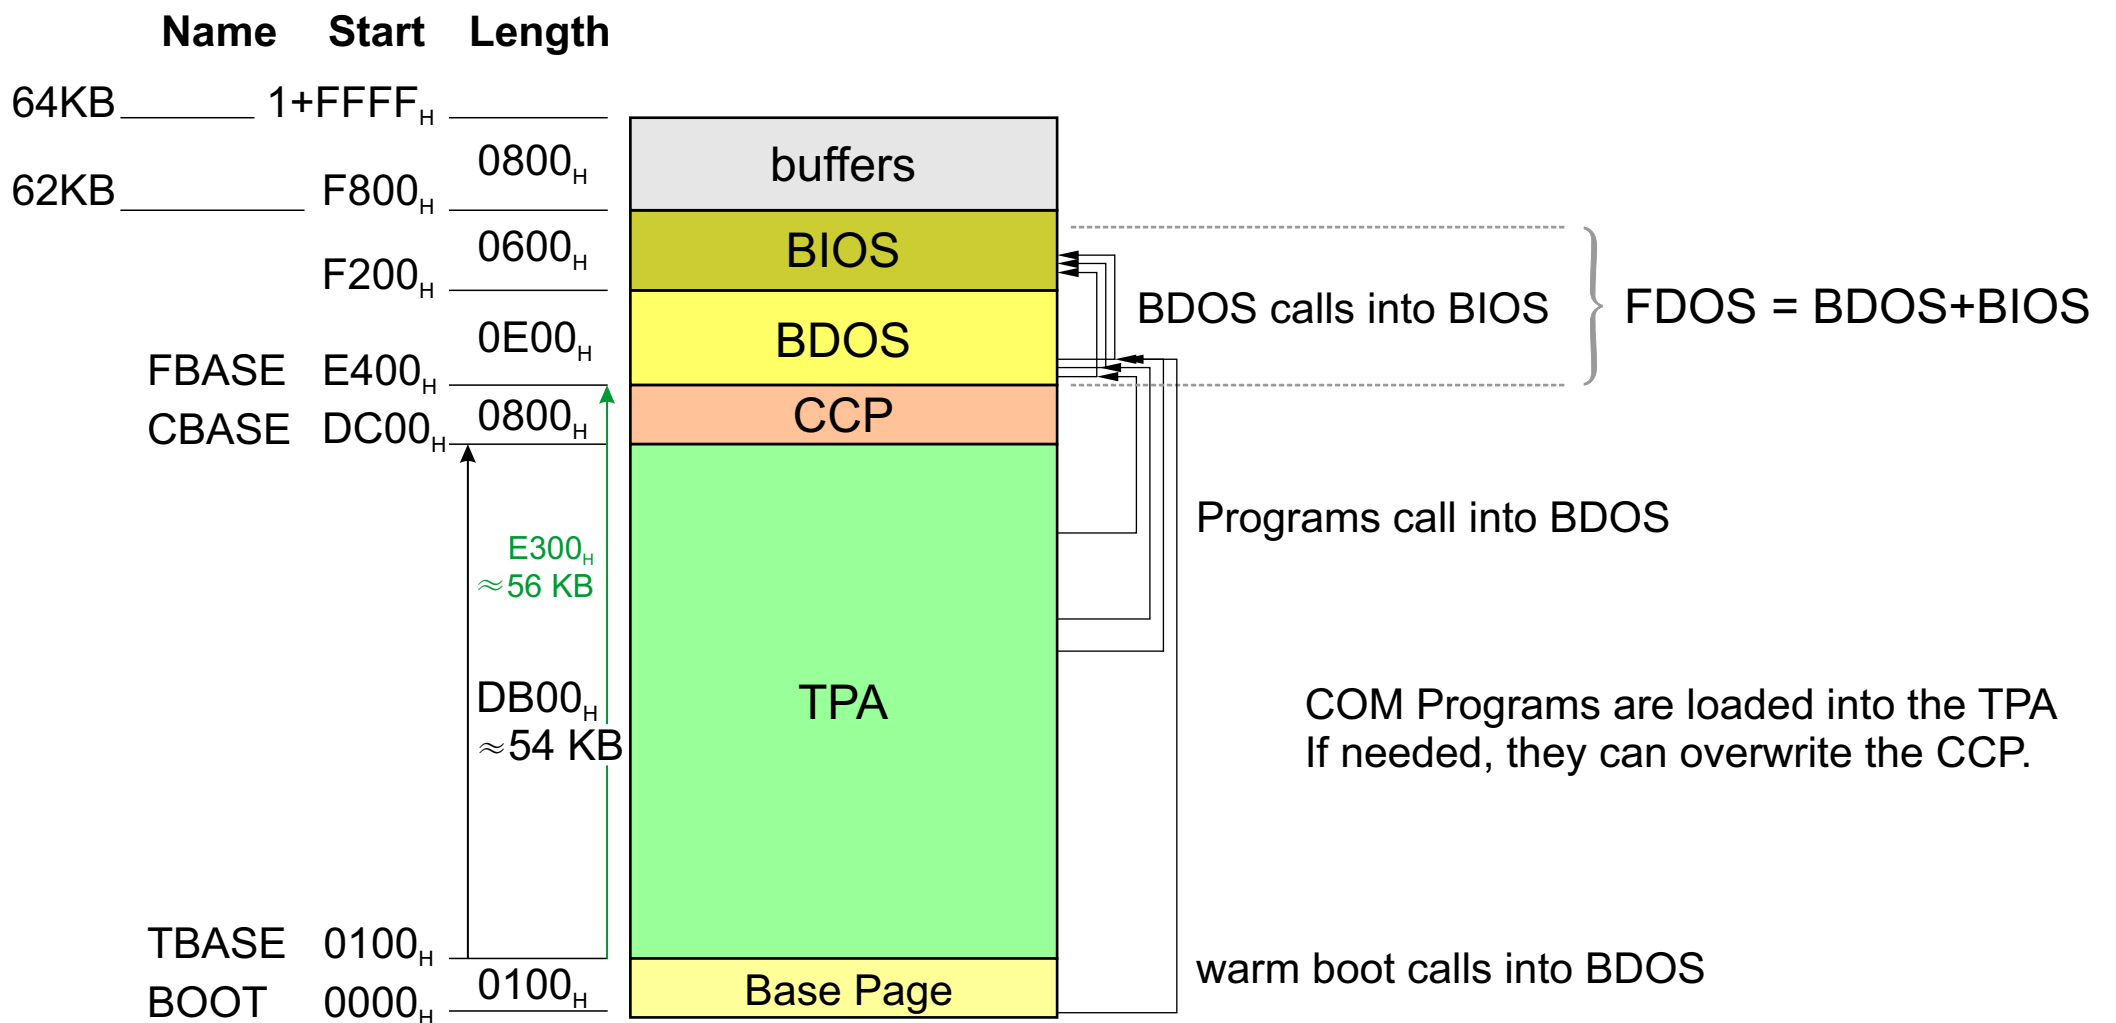 Name Start Length
64KB 1+FFFFH
0800H buffers
62KB F800H
0600H BIOS
F200H
BDOS calls into BIOS FDOS = BDOS+BIOS
0E00H BDOS
FBASE E400H
0800H CCP
CBASE DC00H
Programs call into BDOS
E300H
≈56 KB
DB00H TPA
≈54 KB
COM Programs are loaded into the TPA
If needed, they can overwrite the CCP.
TBASE 0100H
warm boot calls into BDOS
0100H Base Page
BOOT 0000H